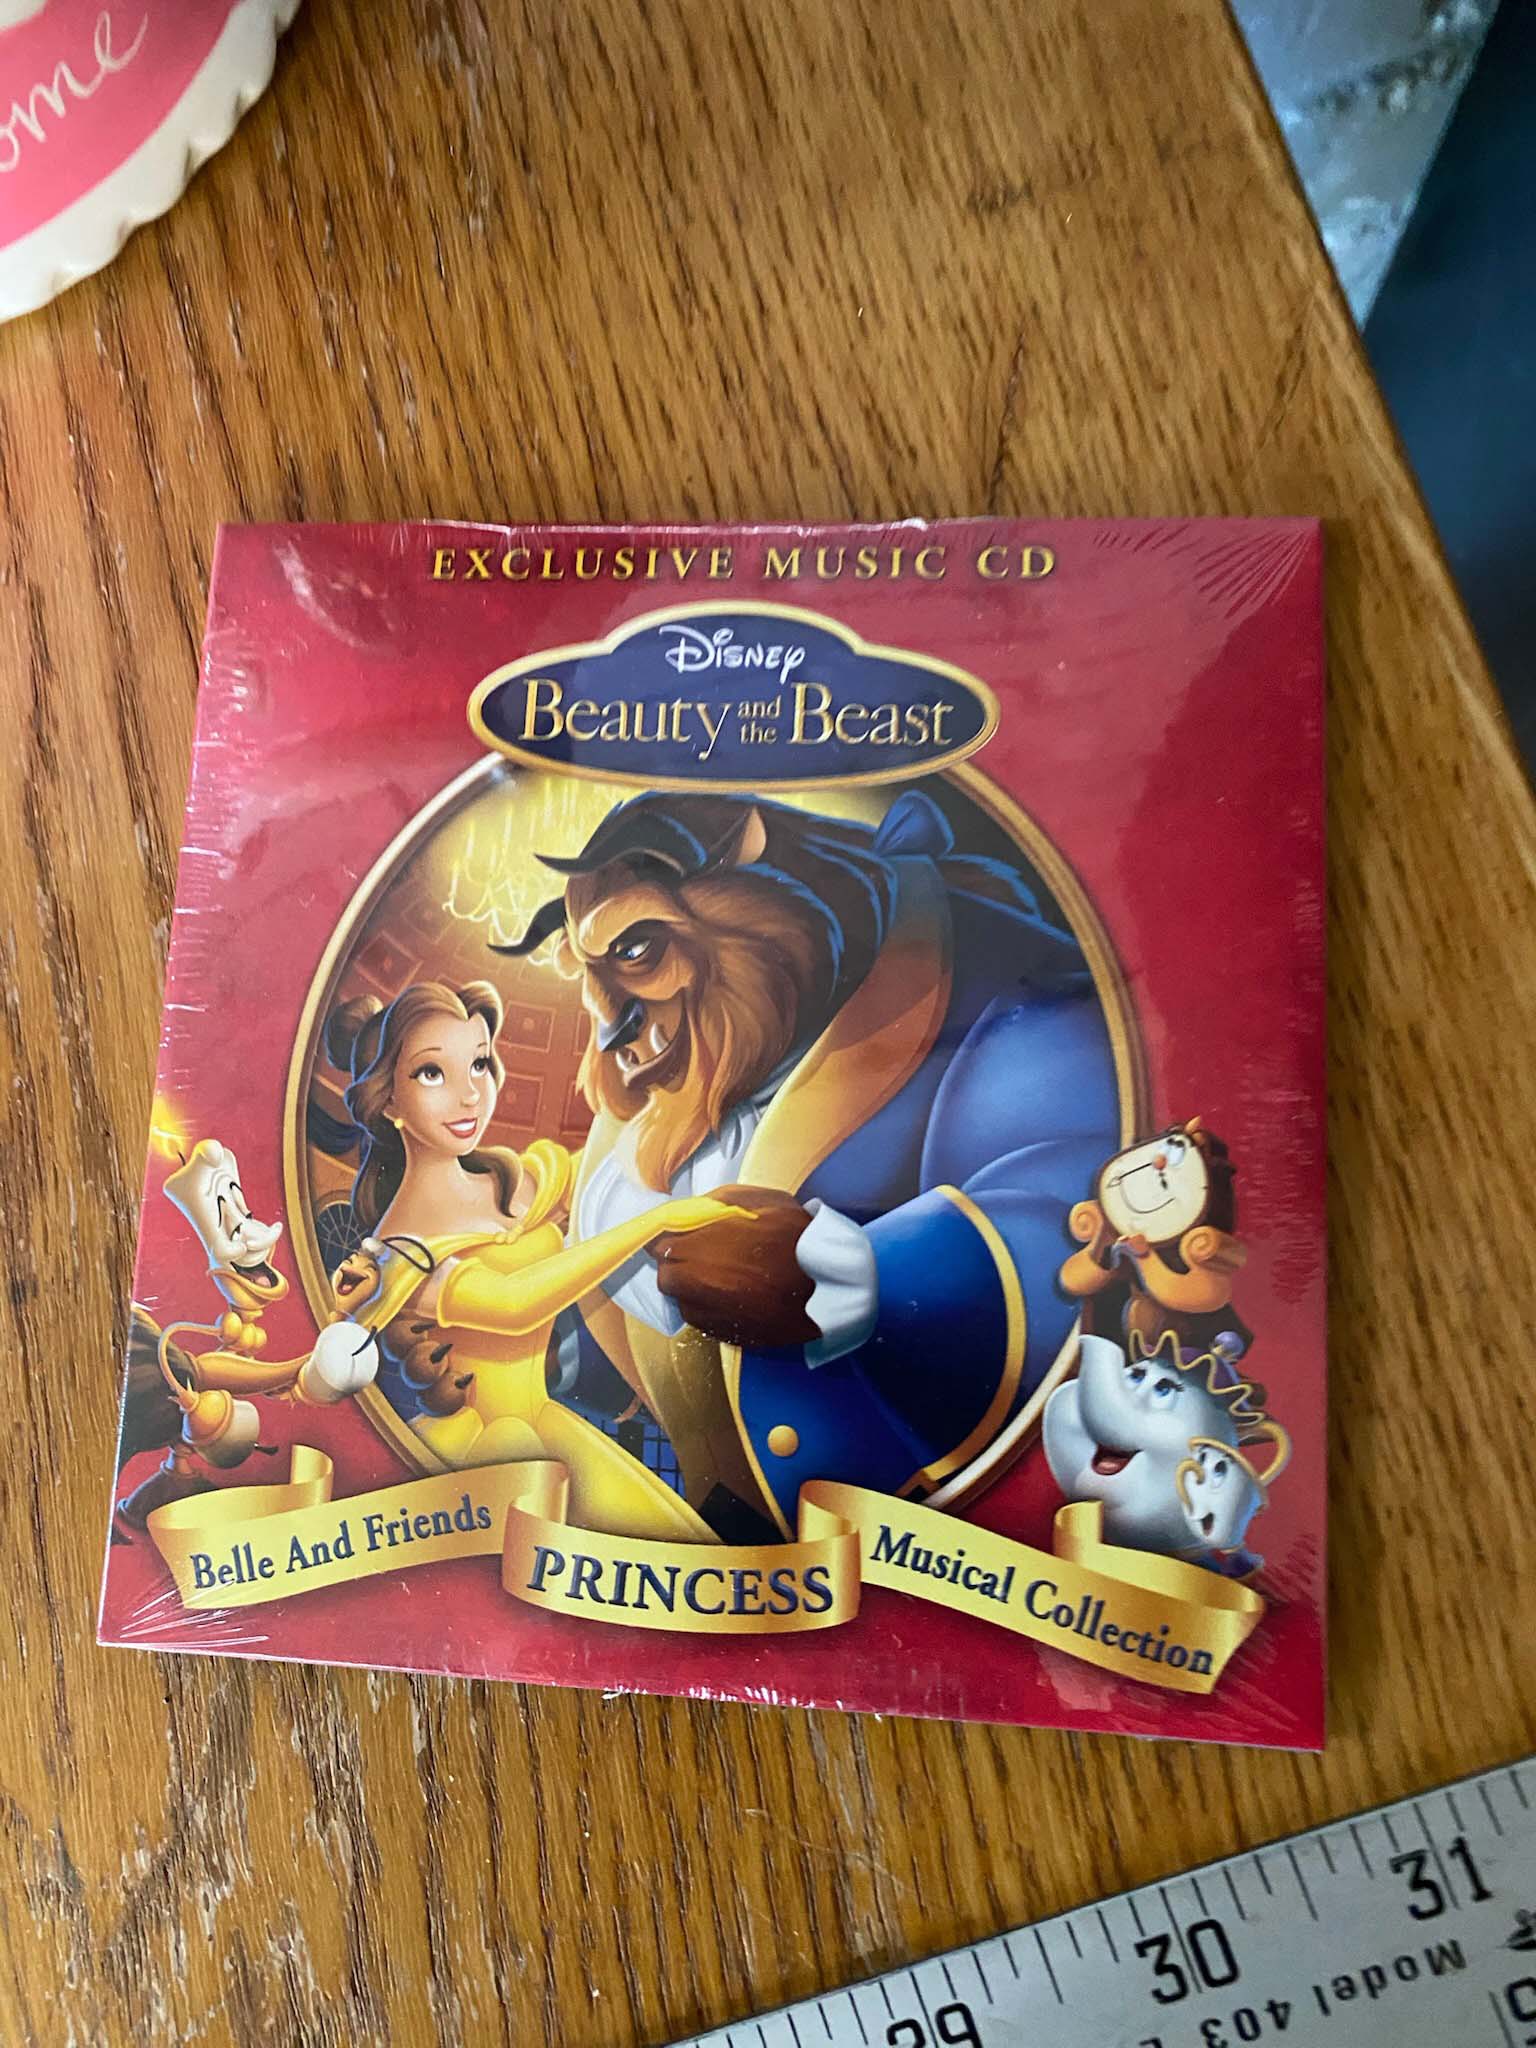 ome
EXCLUSIVE MUSIC CD
Disney
Beauty and the Beast
Belle And Friends
PRINCESS
Musical Collection
29 30 31
Model 403